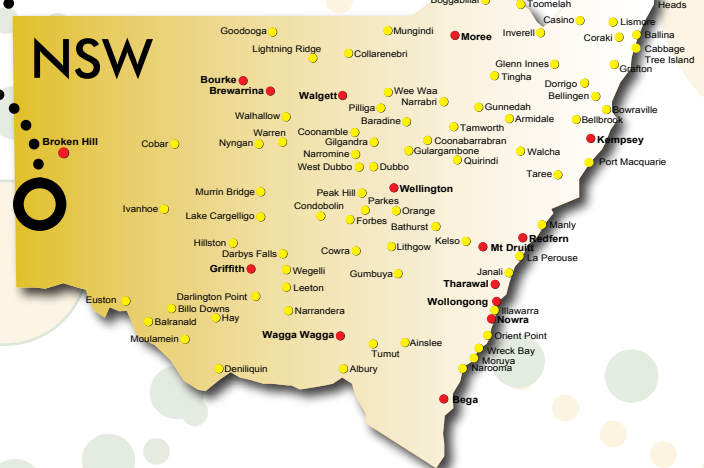 Boggabilla
Toomelah
Heads
Casino
Lismore
Goodooga
Mungindi
Moree
Inverell
Coraki
Ballina
NSW
Lightning Ridge
Collarenebri
Cabbage
Tree Island
Glenn Innes
Grafton
Tingha
Bourke
Brewarrina
Walgett
Wee Waa
Narrabri
Dorrigo
Bellingen
Pilliga
Gunnedah
Bowraville
Walhallow
Baradine
Armidale
Bellbrook
Tamworth
Warren
Coonamble
Broken Hill
Cobar
Nyngan
Gilgandra
Coonabarrabran
Kempsey
Narromine
Gulargambone
Walcha
West Dubbo
Dubbo
Quirindi
Port Macquarie
Taree
Murrin Bridge
Peak Hill
Wellington
Parkes
Ivanhoe
Condobolin
Orange
Lake Cargelligo
Forbes
Bathurst
Manly
Hillston
Kelso
Redfern
Darbys Falls
Cowra
Lithgow
Mt Druitt
La Perouse
Griffith
Wegelli
Gumbuya
Janali
Leeton
Tharawal
Euston
Darlington Point
Wollongong
Billo Downs
Narrandera
Illawarra
Balranald
Hay
Nowra
Moulamein
Wagga Wagga
Orient Point
Ainslee
Tumut
Wreck Bay
Moruya
Deniliquin
Albury
Narooma
Bega